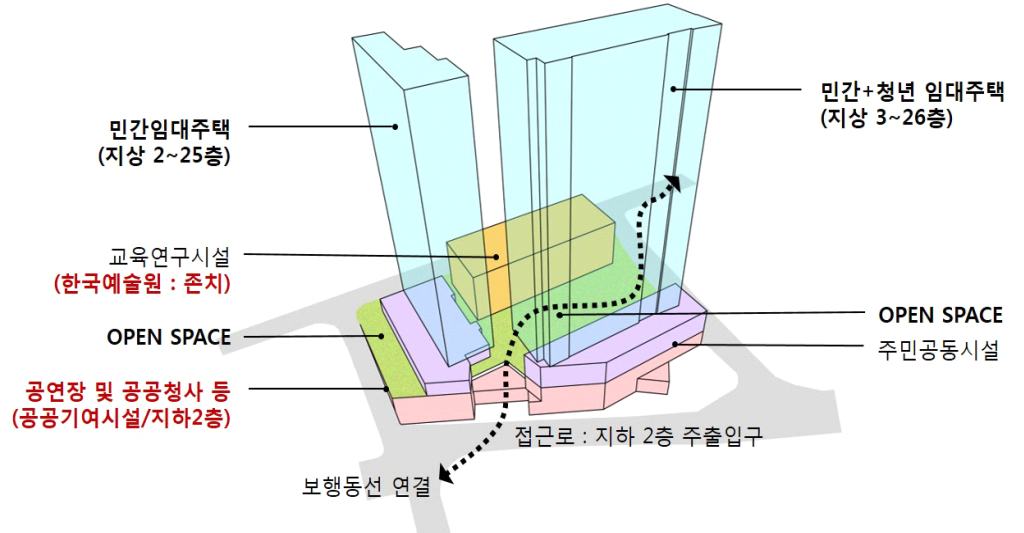 민간임대주택
(지상 2~25층)
민간+청년 임대주택
(지상 3~26층)
교육연구시설
(한국예술원 : 존치)
OPEN SPACE
OPEN SPACE
주민공동시설
공연장 및 공공청사 등
(공공기여시설/지하2층)
접근로 : 지하 2층 주출입구
보행동선 연결